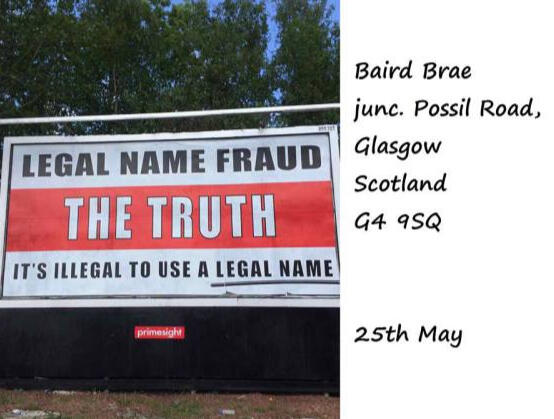 LEGAL NAME FRAUD
THE TRUTH
IT'S ILLEGAL TO USE A LEGAL NAME
primesight
Baird Brae
junc. Possil Road,
Glasgow
Scotland
G4 9SQ
25th May